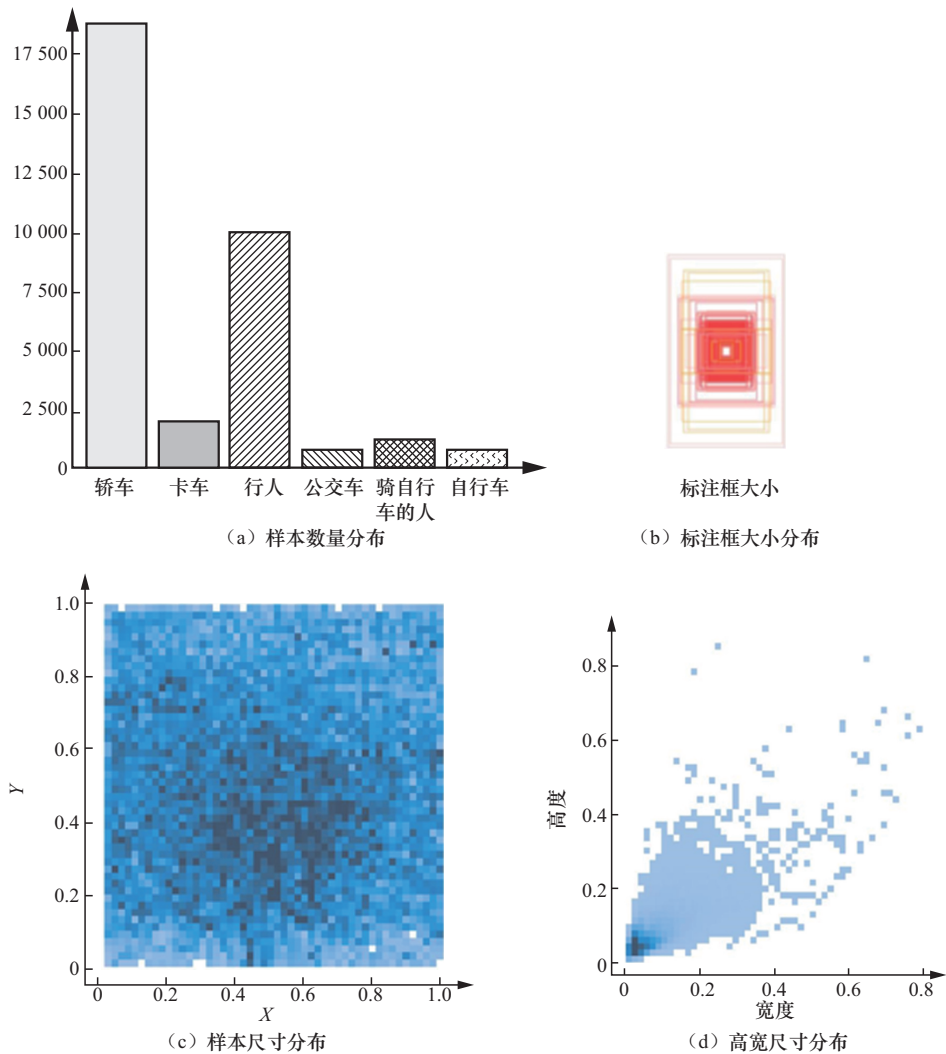 17 500
15 000
12 500
10 000
7 500
5 000
2 500
0
轿车 卡车 行人 公交车 骑自行 自行车
车的人
（a）样本数量分布
标注框大小
（b）标注框大小分布
1.0
0.8
0.6
0.4
0.2
0
Y
0 0.2 0.4 0.6 0.8 1.0
X
（c）样本尺寸分布
0.8
0.6
0.4
0.2
0
高度
0 0.2 0.4 0.6 0.8
宽度
（d）高宽尺寸分布